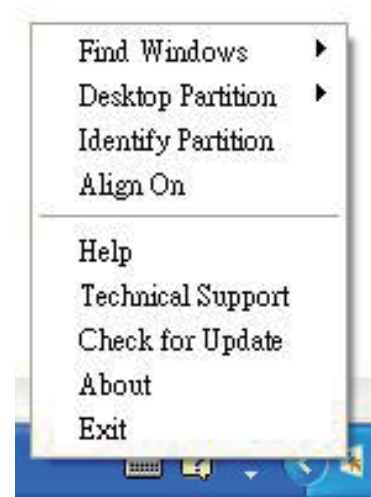 Find Windows
Desktop Partition
Identify Partition
Align On
Help
Technical Support
Check for Update
About
Exit